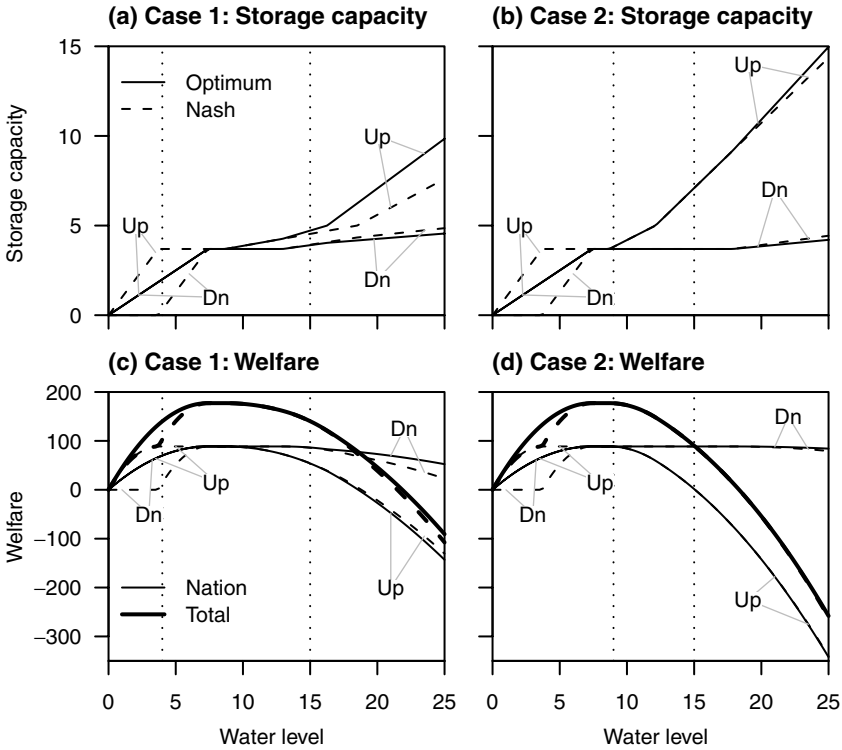 (a) Case 1: Storage capacity
(b) Case 2: Storage capacity
Storage capacity
15
10
5
0
Optimum
Nash
Up
Up
Dn
Dn
Up
Up
Dn
Dn
(c) Case 1: Welfare
(d) Case 2: Welfare
Welfare
200
100
0
−100
−200
−300
Dn
Up
Dn
Up
Nation
Total
Dn
Up
Dn
Up
0 5 10 15 20 25
0 5 10 15 20 25
Water level
Water level